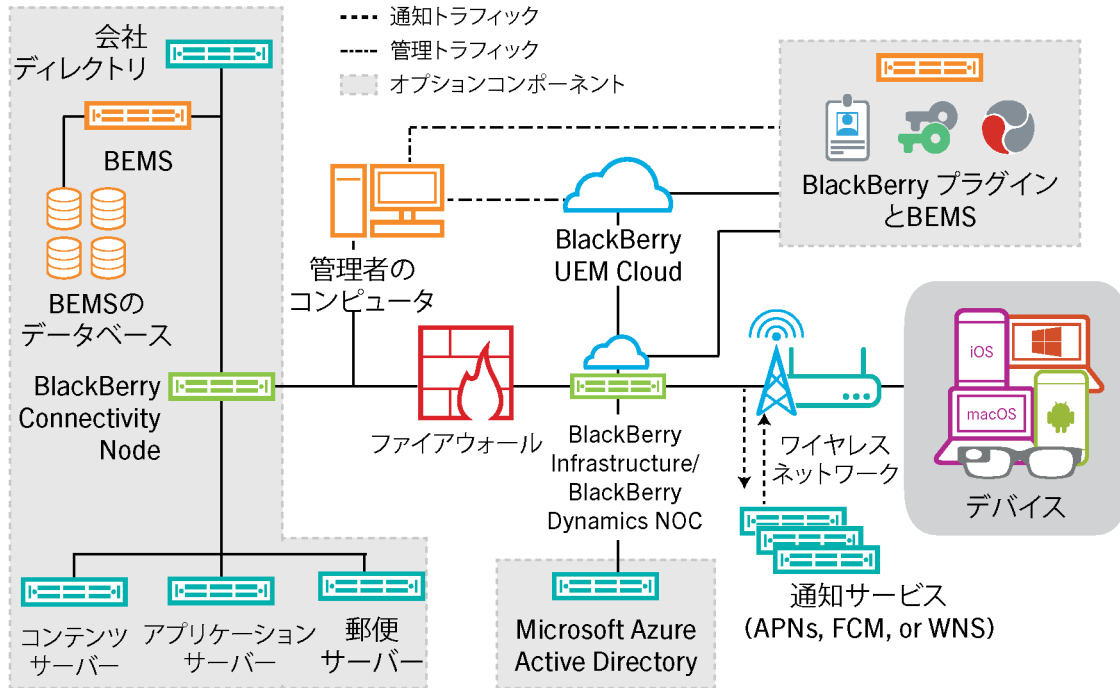 通知トラフィック
管理トラフィック
オプションコンポーネント
会社
ディレクトリ
BEMS
BEMSの
データベース
BlackBerry
Connectivity
Node
コンテンツ
サーバー
アプリケーション
サーバー
郵便
サーバー
管理者の
コンピュータ
ファイアウォール
BlackBerry
UEM Cloud
BlackBerry
Infrastructure/
BlackBerry
Dynamics NOC
Microsoft Azure
Active Directory
BlackBerry プラグイン
とBEMS
ワイヤレス
ネットワーク
通知サービス
(APNs, FCM, or WNS)
iOS
macOS
デバイス